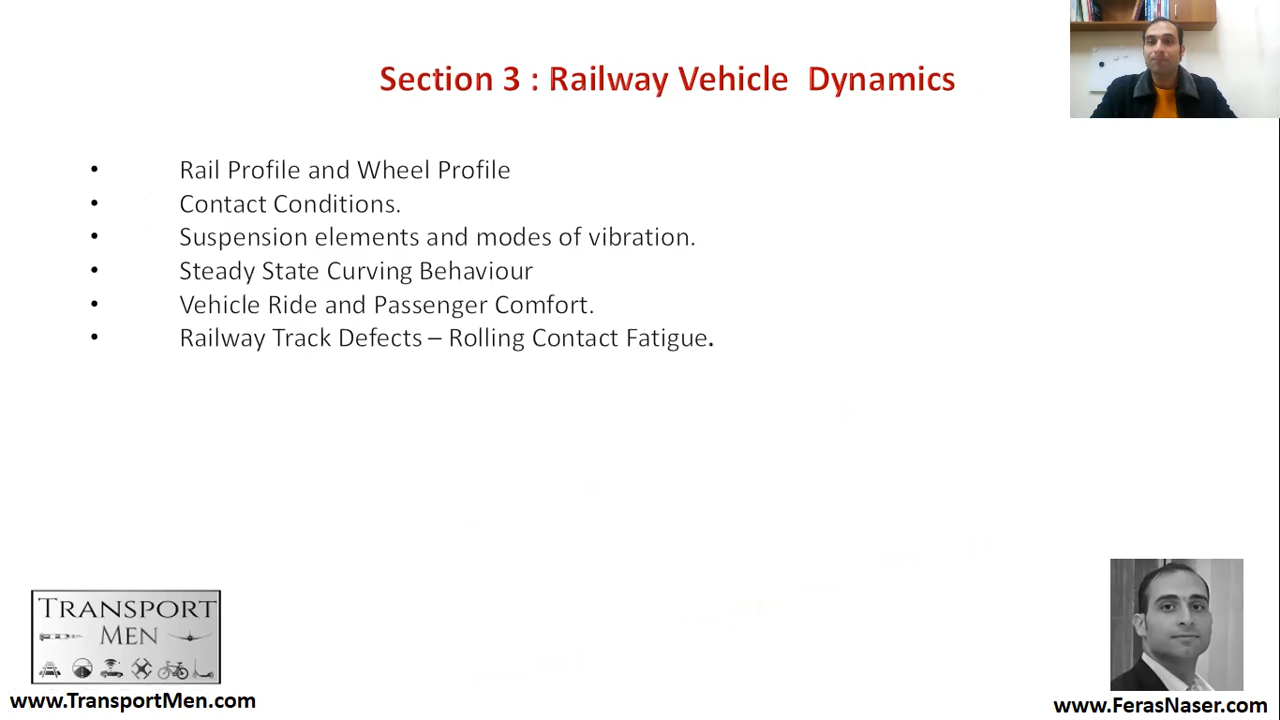 Section 3 : Railway Vehicle Dynamics
• Rail Profile and Wheel Profile
• Contact Conditions.
• Suspension elements and modes of vibration.
• Steady State Curving Behaviour
• Vehicle Ride and Passenger Comfort.
• Railway Track Defects – Rolling Contact Fatigue.
TRANSPORT
MEN
www.TransportMen.com
www.FerasNaser.com